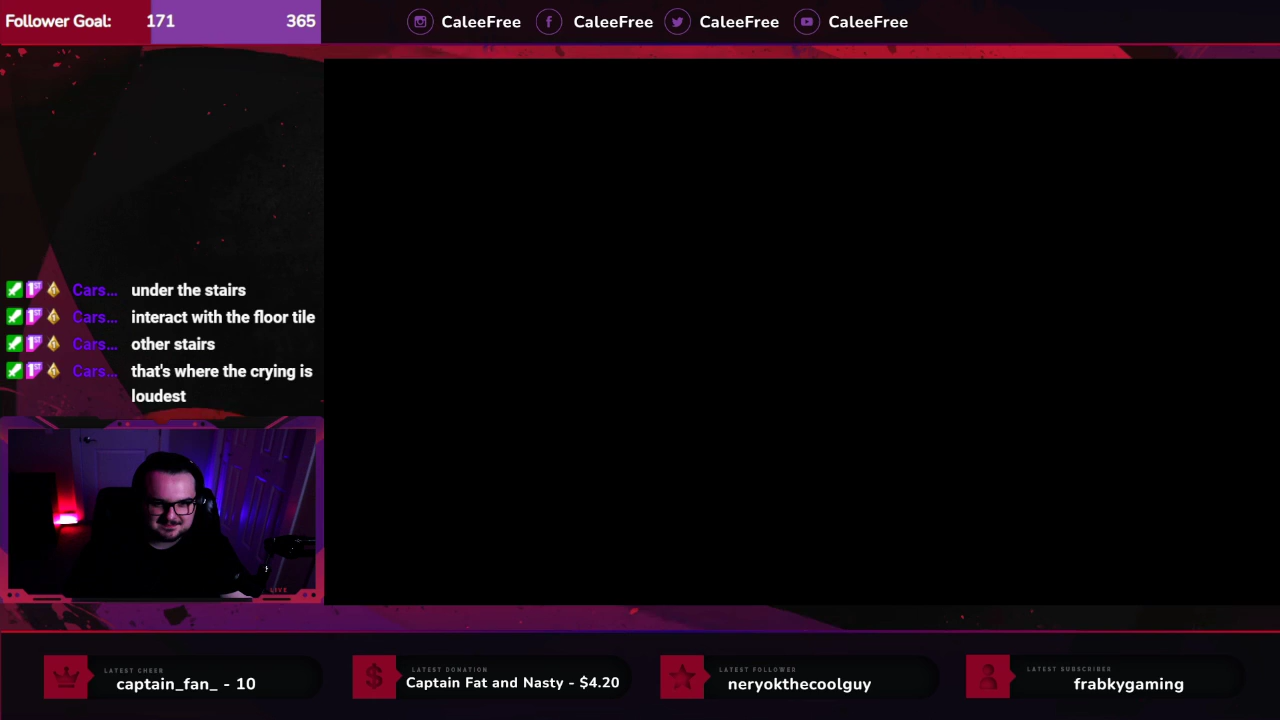 Follower Goal: 171 365
CaleeFree CaleeFree CaleeFree CaleeFree
Cars... under the stairs
Cars... interact with the floor tile
Cars... other stairs
Cars... that's where the crying is
loudest
LIVE
LATEST CHEER
captain_fan_ - 10
LATEST DONATION
Captain Fat and Nasty - $4.20
LATEST FOLLOWER
neryokthecoolguy
LATEST SUBSCRIBER
frabkygaming